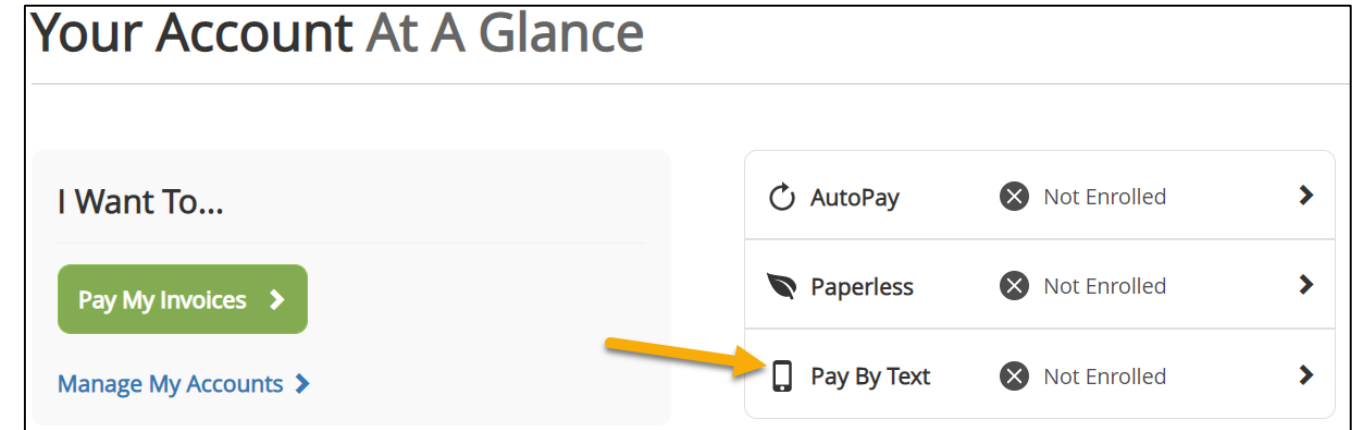 Your Account At A Glance
I Want To...
Pay My Invoices
Manage My Accounts
AutoPay Not Enrolled
Paperless Not Enrolled
Pay By Text Not Enrolled